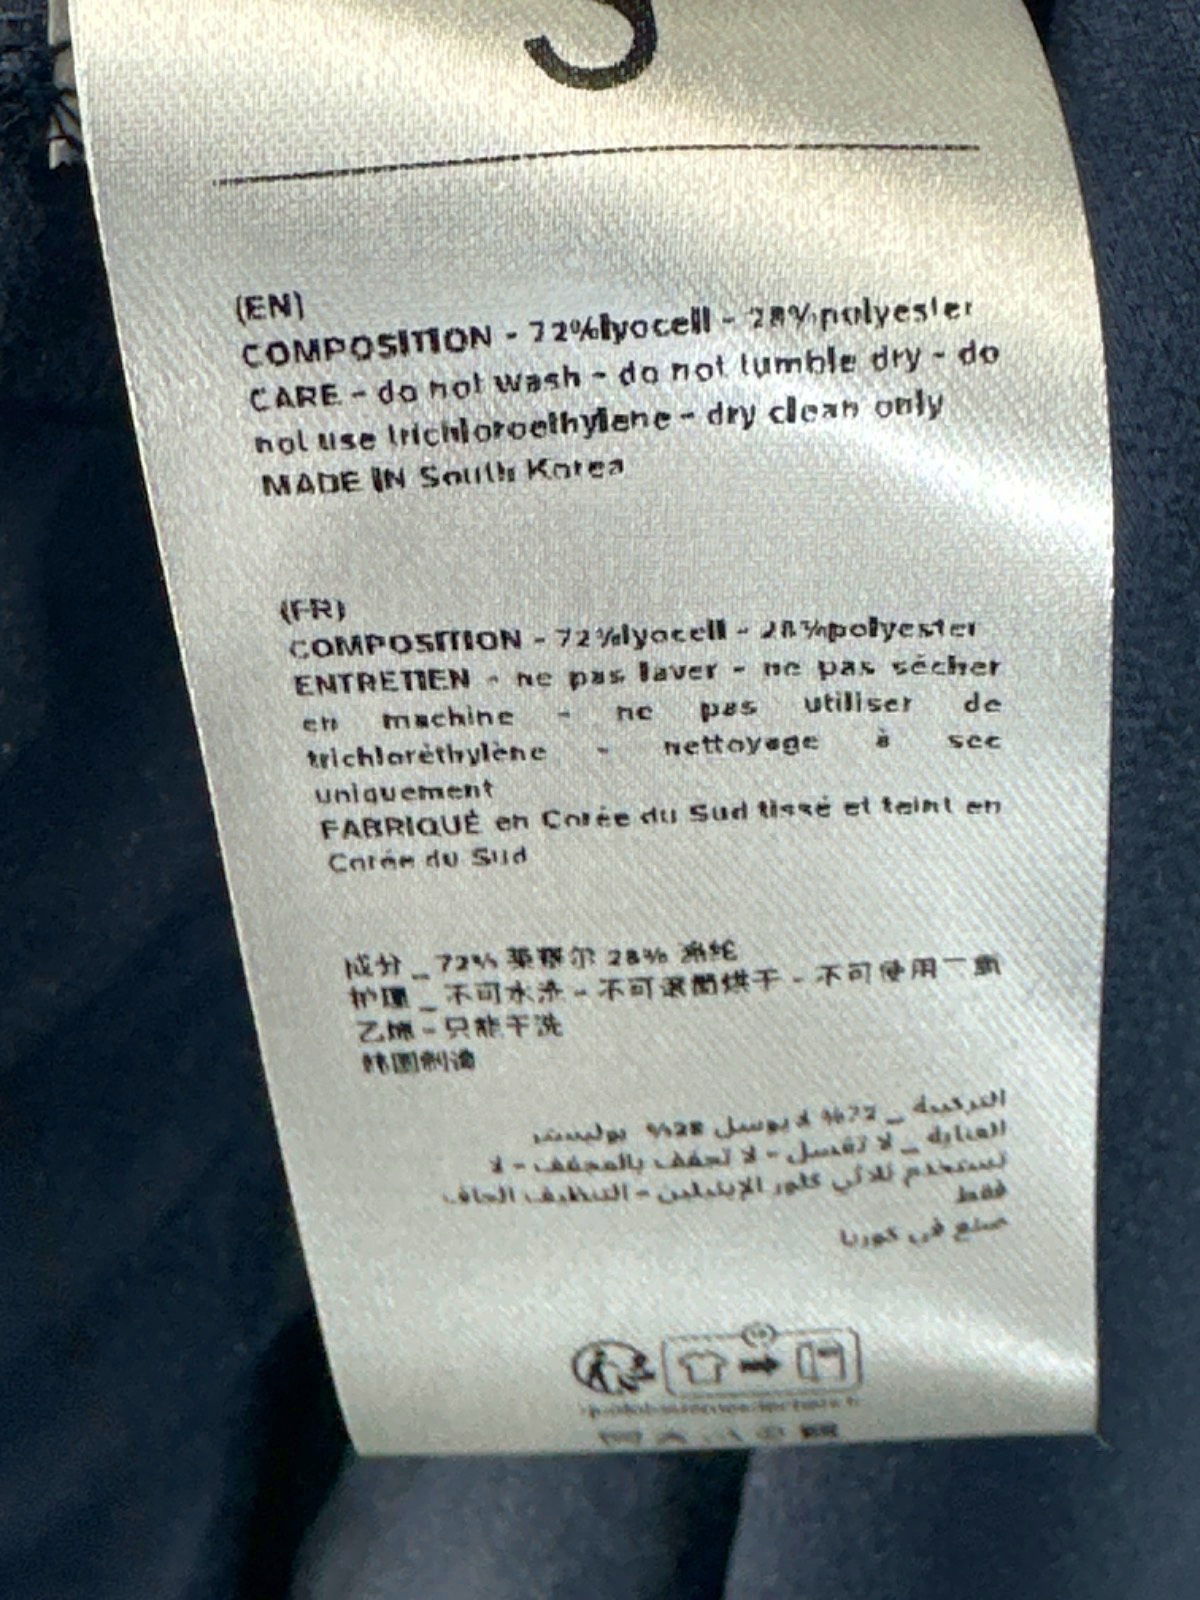 (EN)
COMPOSITION - 72%lyocell - 28%polyester
CARE - do not wash - do not tumble dry - do
not use trichloroethylene - dry clean only
MADE IN South Korea
(FR)
COMPOSITION - 72%lyocell - 28%polyester
ENTRETIEN - ne pas laver - ne pas sécher
en machine - ne pas utiliser de
trichloréthylène - nettoyage à sec
uniquement
FABRIQUÉ en Corée du Sud tissé et teint en
Corée du Sud
成分 _ 72% 莱赛尔 28% 涤纶
护理 _ 不可水洗 - 不可滚筒烘干 - 不可使用三氯
乙烯 - 只能干洗
韩国制造
التركيبة _ 72% لايوسل 28% بوليستر
العناية _ لا تغسل - لا تجفف بالمجفف - لا
تستخدم ثلاثي كلور الإيثيلين - التنظيف الجاف
فقط
صنع في كوريا